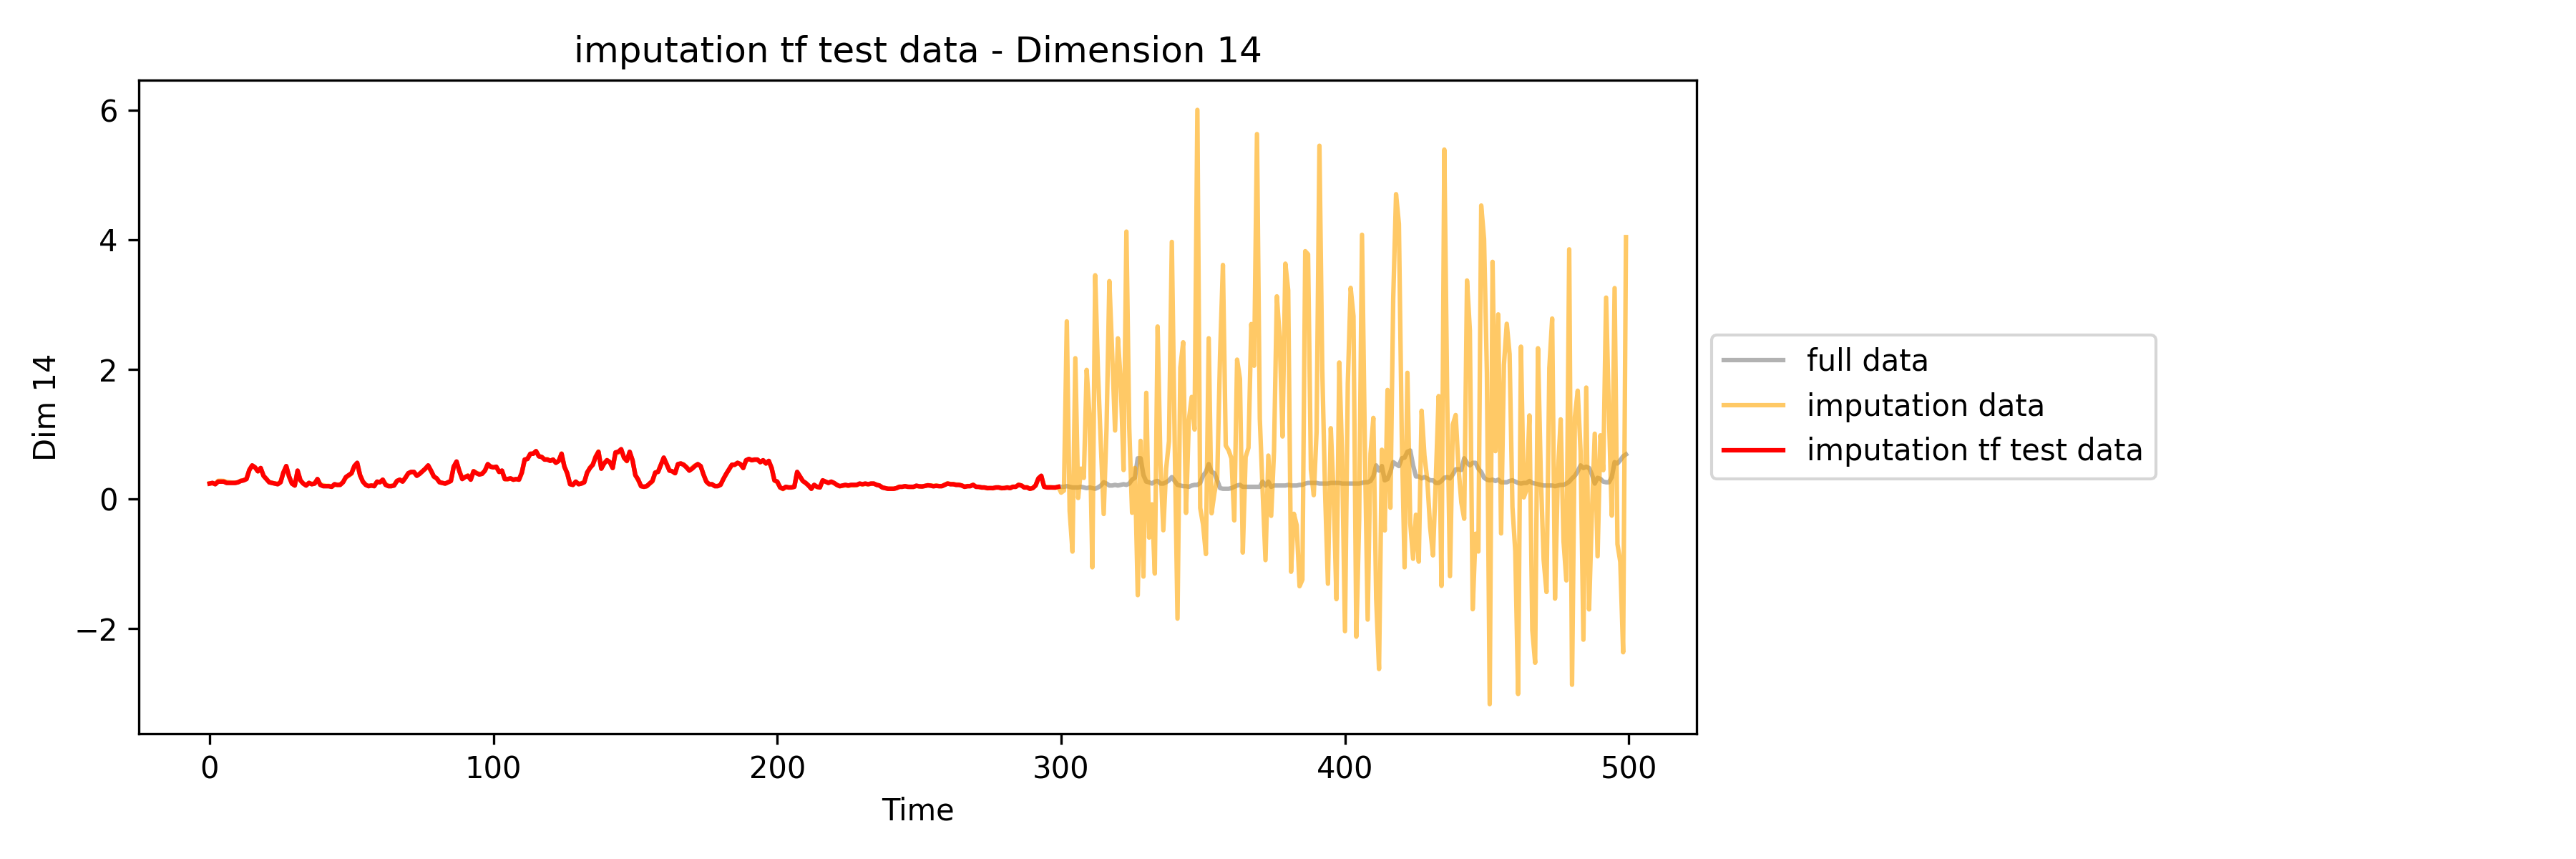 imputation tf test data - Dimension 14
6
4
2
0
−2
Dim 14
0
100
200
300
400
500
Time
full data
imputation data
imputation tf test data